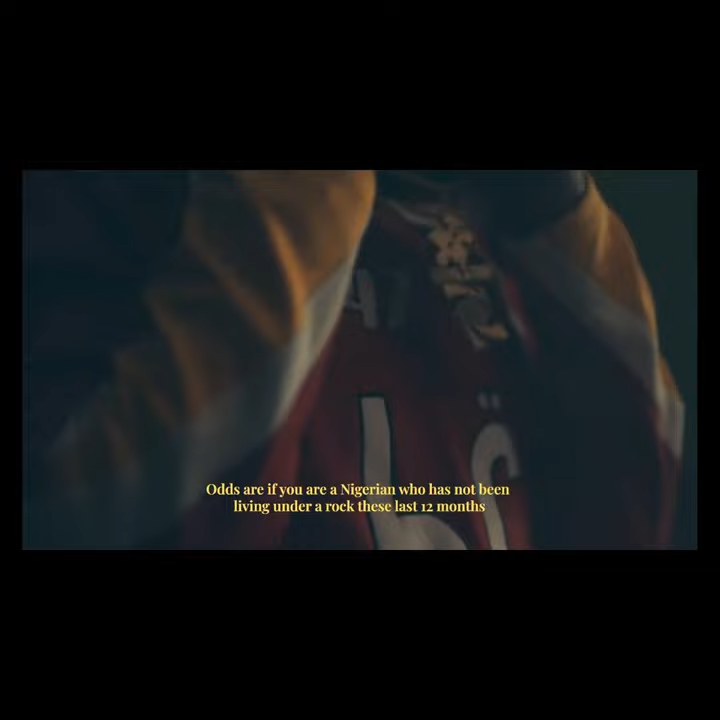 Odds are if you are a Nigerian who has not been
living under a rock these last 12 months